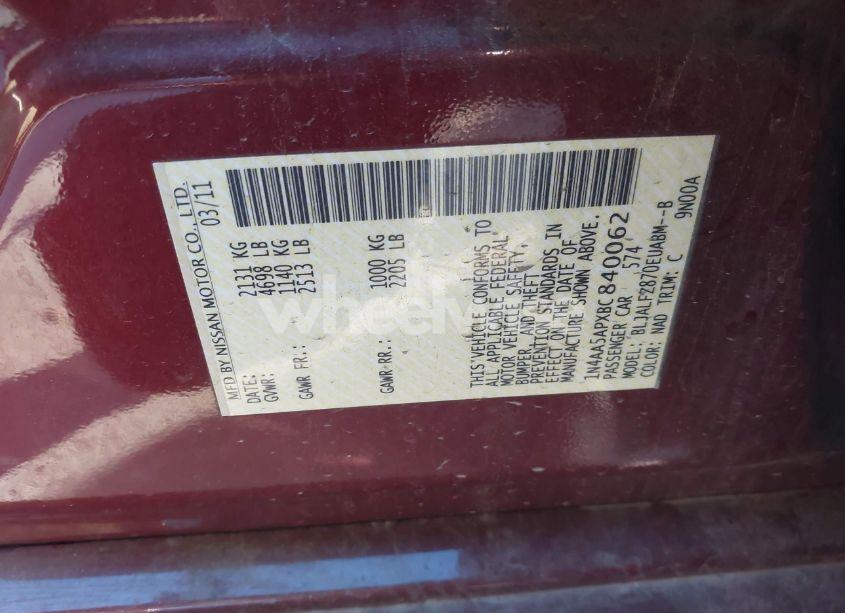 MFD BY NISSAN MOTOR CO., LTD.
DATE: 03/11
GVWR: 2131 KG
4698 LB
GAWR FR.: 1140 KG
2513 LB
GAWR RR.: 1000 KG
2205 LB
THIS VEHICLE CONFORMS TO
ALL APPLICABLE FEDERAL
MOTOR VEHICLE SAFETY,
BUMPER, AND THEFT
PREVENTION STANDARDS IN
EFFECT ON THE DATE OF
MANUFACTURE SHOWN ABOVE.
1N4AA5APXBC840062
PASSENGER CAR 574
MODEL: BLJALFY2870EUABM--B
COLOR: NAD TRIM: C 9N00A